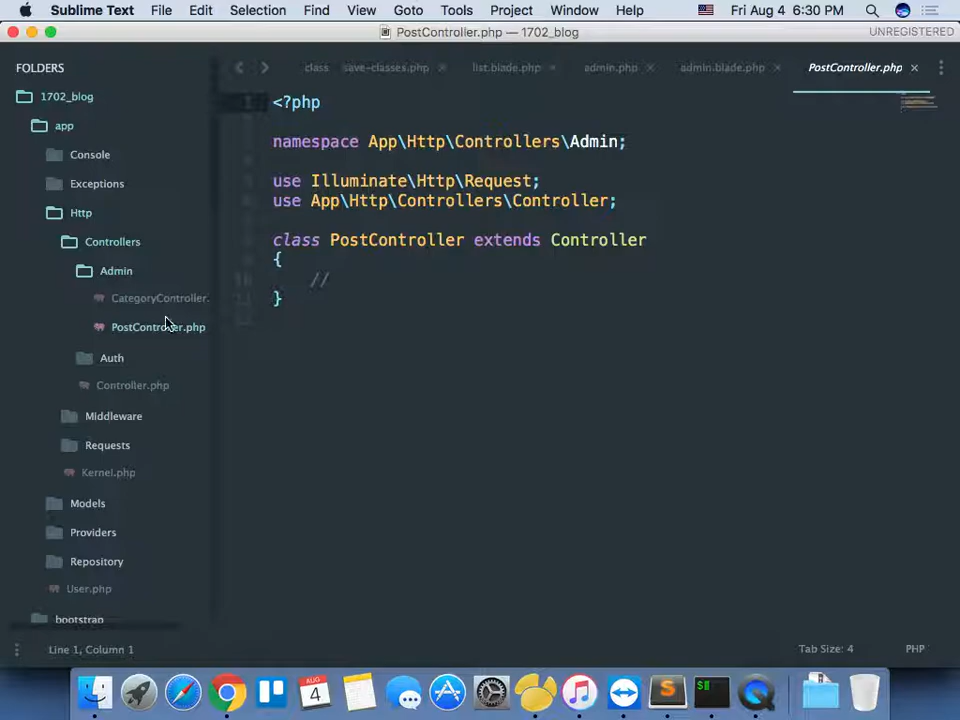 Sublime Text File Edit Selection Find View Goto Tools Project Window Help Fri Aug 4 6:30 PM
PostController.php — 1702_blog UNREGISTERED
FOLDERS
class save-classes.php list.blade.php admin.php admin.blade.php PostController.php
1702_blog
app
Console
Exceptions
Http
Controllers
Admin
CategoryController.
PostController.php
Auth
Controller.php
Middleware
Requests
Kernel.php
Models
Providers
Repository
User.php
bootstrap
<?php
namespace App\Http\Controllers\Admin;
use Illuminate\Http\Request;
use App\Http\Controllers\Controller;
class PostController extends Controller
{
//
}
Line 1, Column 1 Tab Size: 4 PHP
AUG
4
$